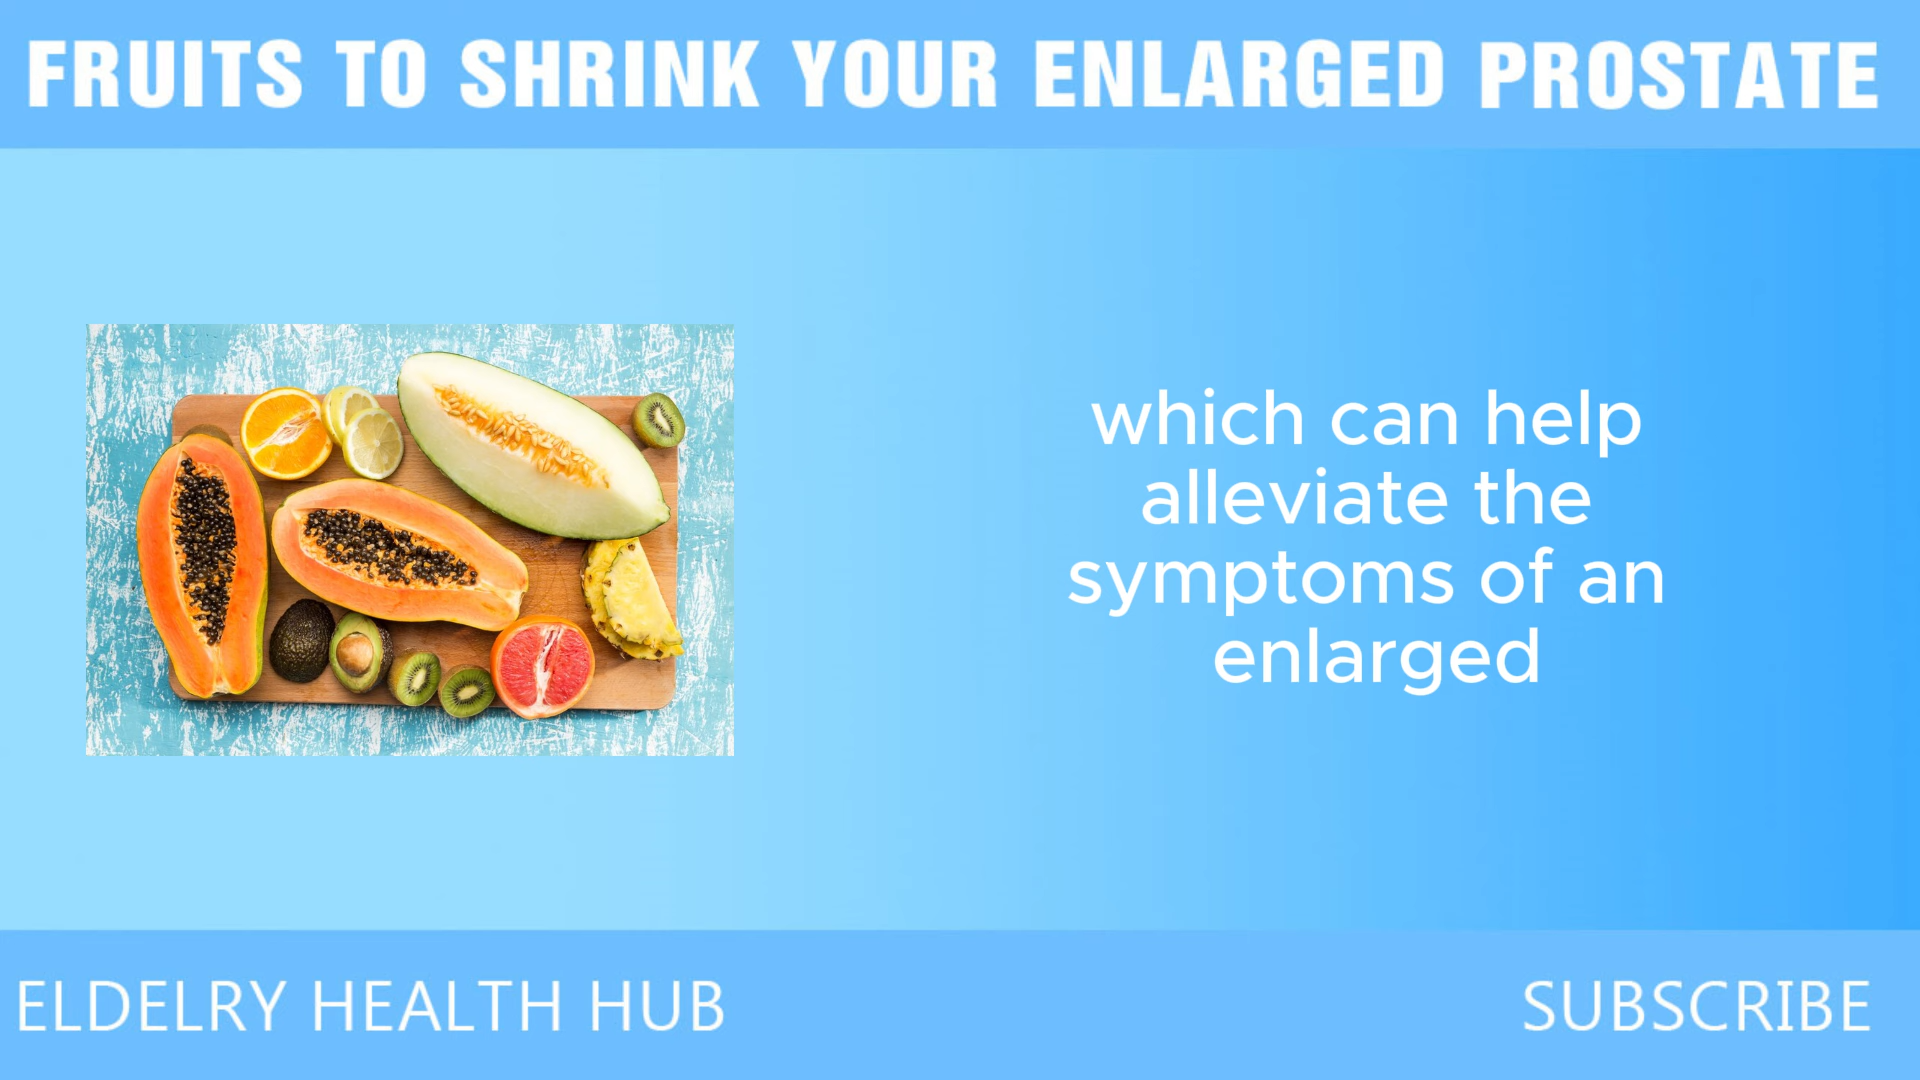 FRUITS TO SHRINK YOUR ENLARGED PROSTATE
which can help
alleviate the
symptoms of an
enlarged
ELDELRY HEALTH HUB
SUBSCRIBE